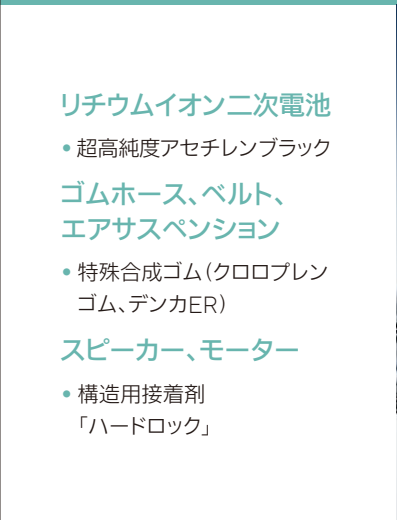 リチウムイオン二次電池
• 超高純度アセチレンブラック
ゴムホース、ベルト、
エアサスペンション
• 特殊合成ゴム（クロロプレン
ゴム、デンカER）
スピーカー、モーター
• 構造用接着剤
「ハードロック」